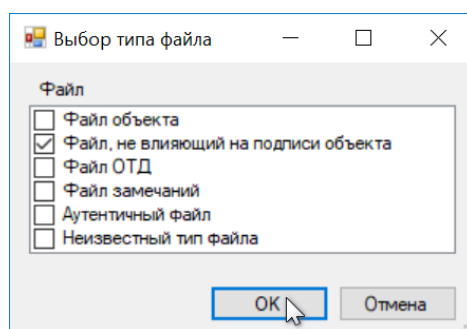 Выбор типа файла
Файл
Файл объекта
Файл, не влияющий на подписи объекта
Файл ОТД
Файл замечаний
Аутентичный файл
Неизвестный тип файла
OK
Отмена